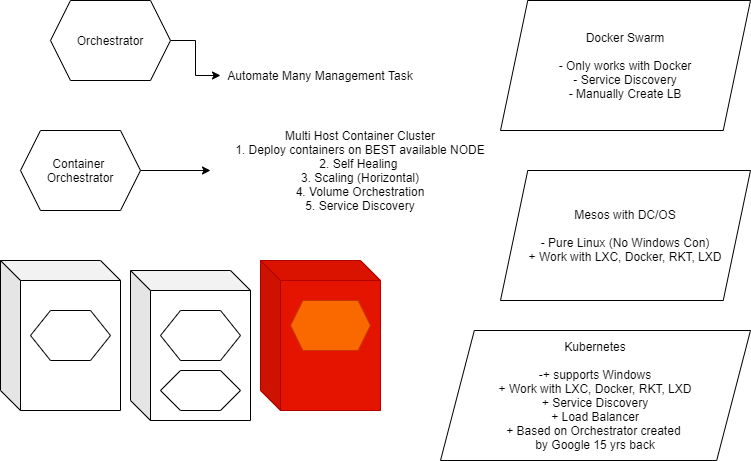 Orchestrator
Automate Many Management Task
Container
Orchestrator
Multi Host Container Cluster
1. Deploy containers on BEST available NODE
2. Self Healing
3. Scaling (Horizontal)
4. Volume Orchestration
5. Service Discovery
Docker Swarm
- Only works with Docker
- Service Discovery
- Manually Create LB
Mesos with DC/OS
- Pure Linux (No Windows Con)
+ Work with LXC, Docker, RKT, LXD
Kubernetes
-+ supports Windows
+ Work with LXC, Docker, RKT, LXD
+ Service Discovery
+ Load Balancer
+ Based on Orchestrator created
by Google 15 yrs back